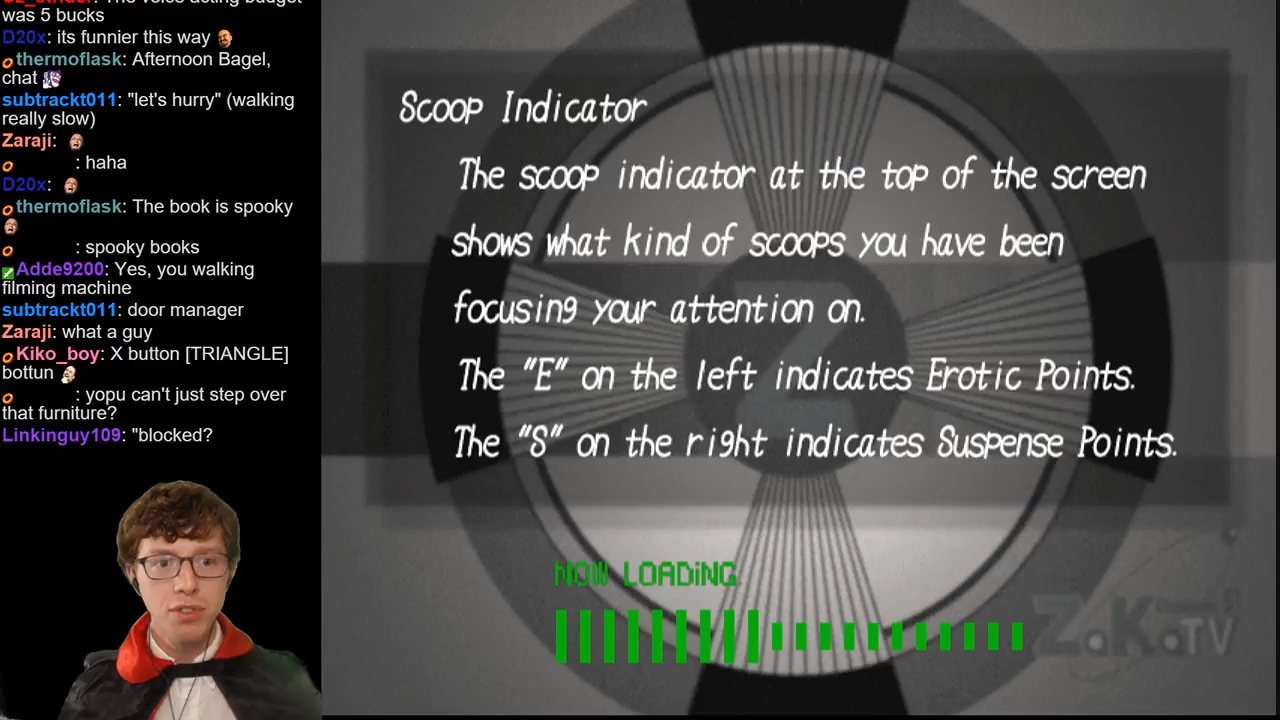 was 5 bucks
D20x: its funnier this way
thermoflask: Afternoon Bagel,
chat
subtrackt011: "let's hurry" (walking
really slow)
Zaraji:
: haha
D20x:
thermoflask: The book is spooky
: spooky books
Adde9200: Yes, you walking
filming machine
subtrackt011: door manager
Zaraji: what a guy
Kiko_boy: X button [TRIANGLE]
bottun
: yopu can't just step over
that furniture?
Linkinguy109: "blocked?
Scoop Indicator
The scoop indicator at the top of the screen
shows what kind of scoops you have been
focusing your attention on.
The "E" on the left indicates Erotic Points.
The "S" on the right indicates Suspense Points.
NOW LOADING
ZaKaTV